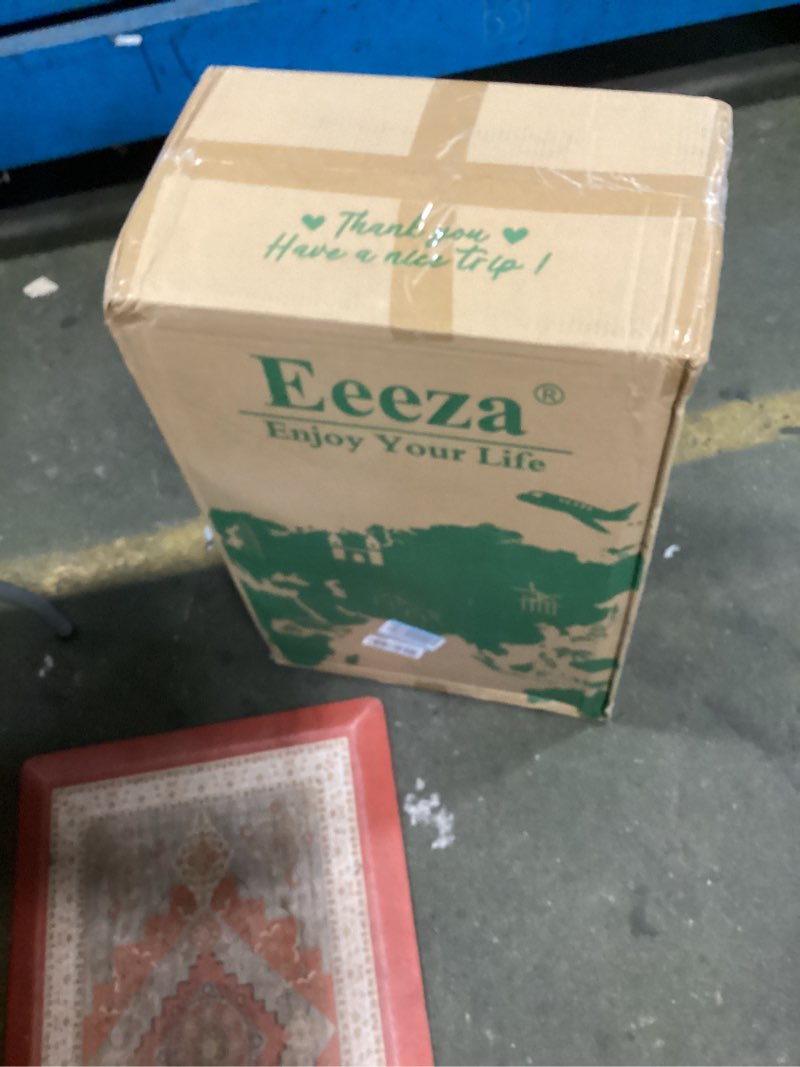 Thank you
Have a nice trip !
Eeeza®
Enjoy Your Life